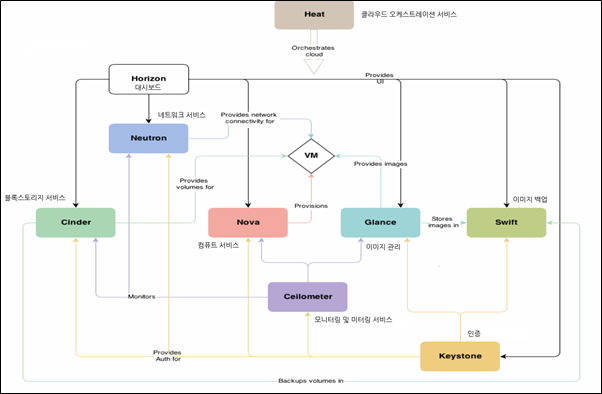 Heat
클라우드 오케스트레이션 서비스
Orchestrates
cloud
Horizon
대시보드
Provides
UI
네트워크 서비스
Neutron
Provides network
connectivity for
VM
Provides images
Provides
volumes for
블록스토리지 서비스
Cinder
Nova
컴퓨트 서비스
Provisions
Glance
이미지 관리
Stores
images in
이미지 백업
Swift
Ceilometer
모니터링 및 미터링 서비스
Monitors
인증
Keystone
Provides
Auth for
Backups volumes in